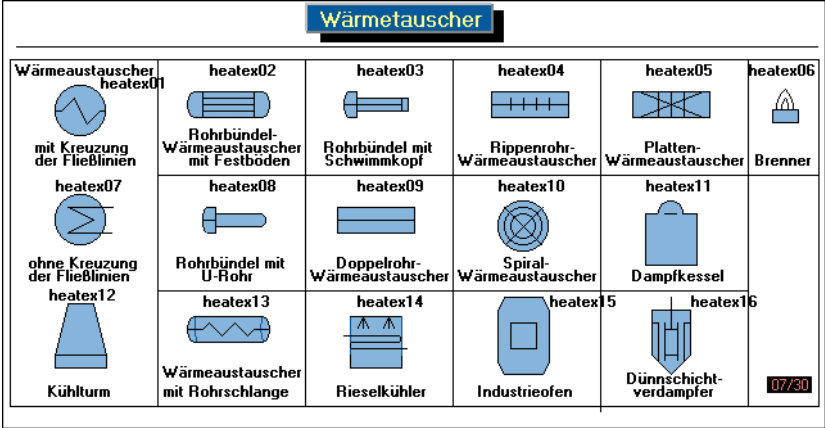 Wärmetauscher
Wärmeaustauscher
heatex01
mit Kreuzung
der Fließlinien
heatex02
Rohrbündel-
Wärmeaustauscher
mit Festböden
heatex03
Rohrbündel mit
Schwimmkopf
heatex04
Rippenrohr-
Wärmeaustauscher
heatex05
Platten-
Wärmeaustauscher
heatex06
Brenner
heatex07
ohne Kreuzung
der Fließlinien
heatex08
Rohrbündel mit
U-Rohr
heatex09
Doppelrohr-
Wärmeaustauscher
heatex10
Spiral-
Wärmeaustauscher
heatex11
Dampfkessel
heatex12
Kühlturm
heatex13
Wärmeaustauscher
mit Rohrschlange
heatex14
Rieselkühler
heatex15
Industrieofen
heatex16
Dünnschicht-
verdampfer
07/30